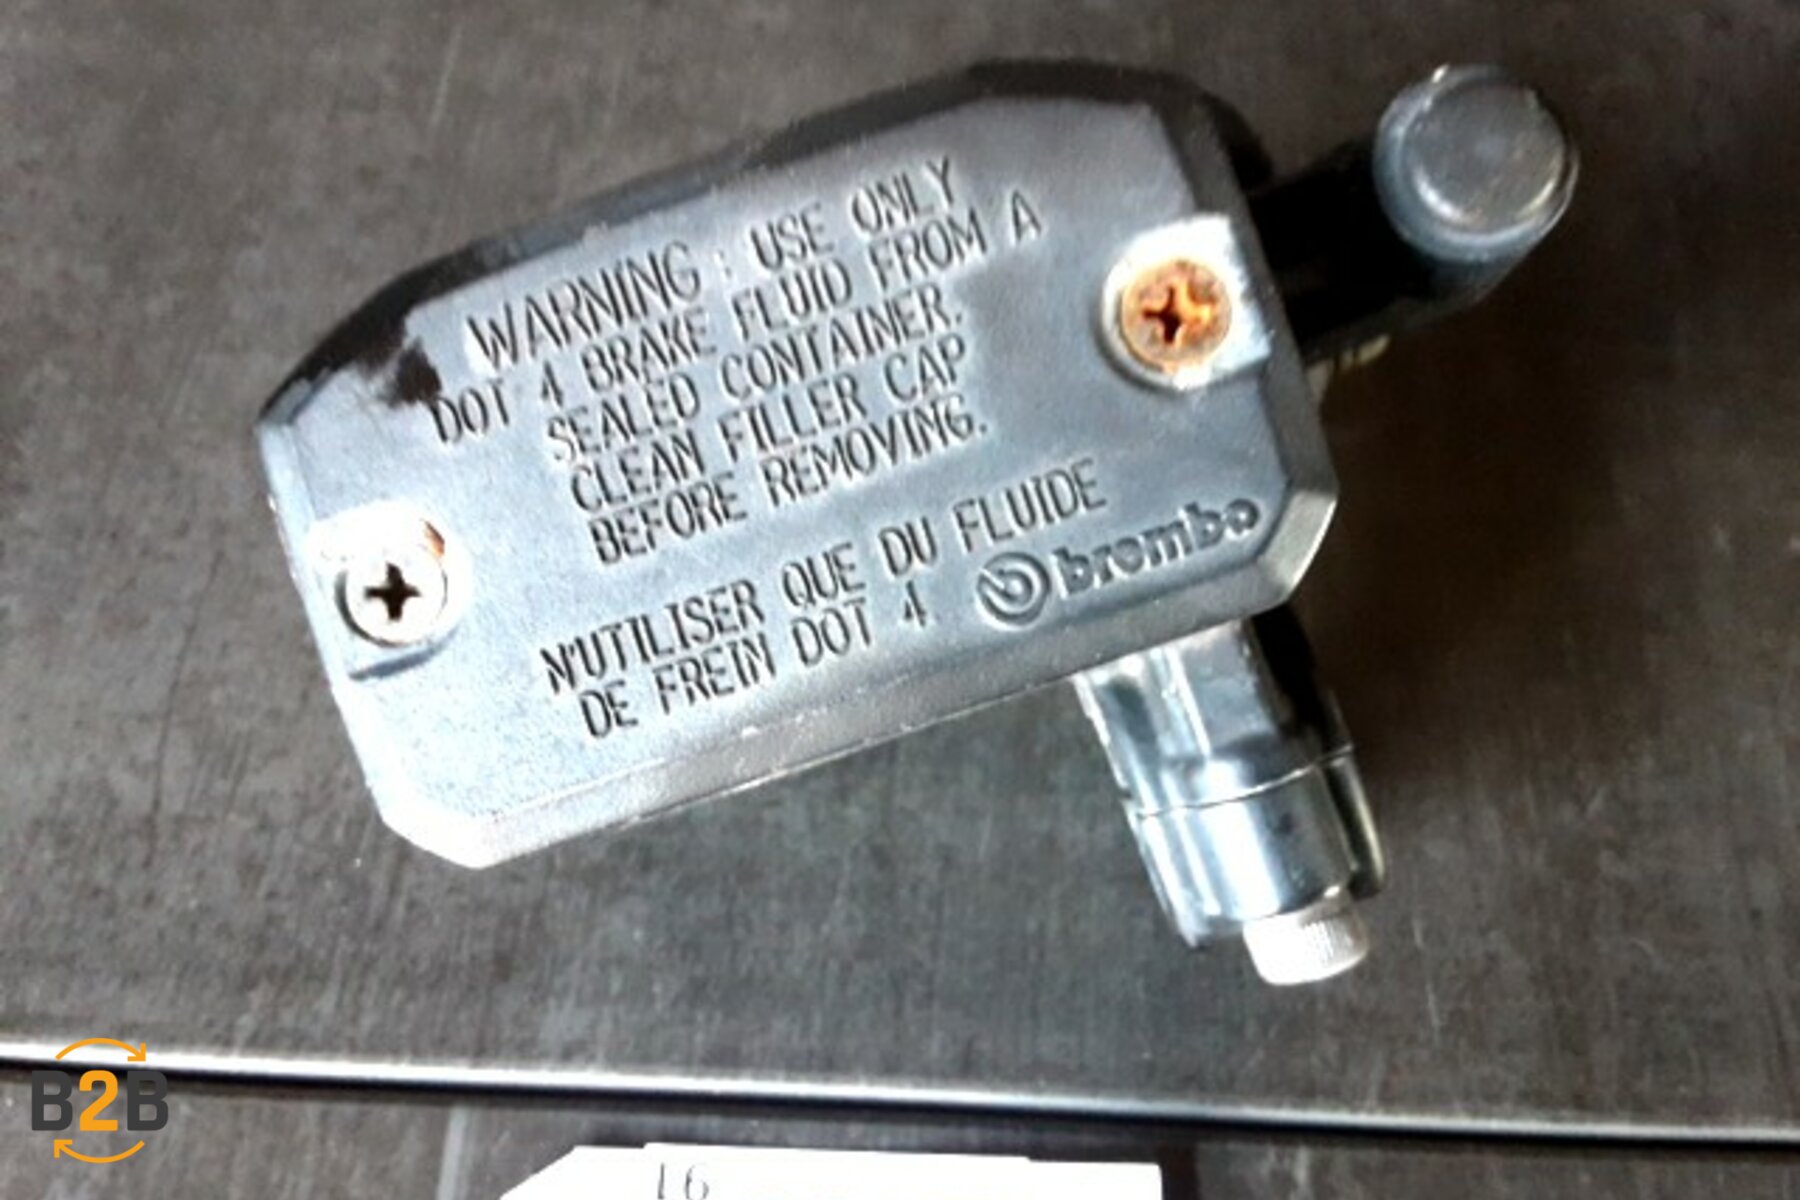 WARNING : USE ONLY
DOT 4 BRAKE FLUID FROM A
SEALED CONTAINER.
CLEAN FILLER CAP
BEFORE REMOVING.
N'UTILISER QUE DU FLUIDE
DE FREIN DOT 4
brembo
B2B
16